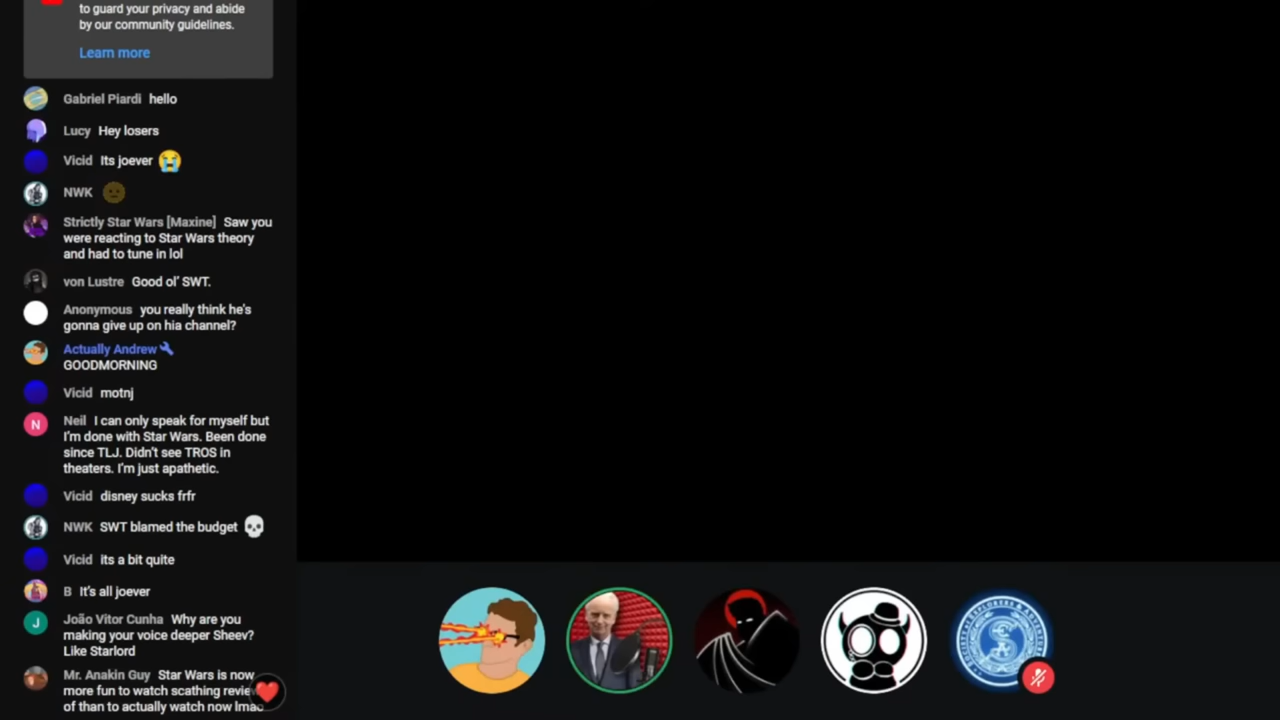 to guard your privacy and abide
by our community guidelines.
Learn more
Gabriel Piardi hello
Lucy Hey losers
Vicid Its joever 😭
NWK 🌚
Strictly Star Wars [Maxine] Saw you
were reacting to Star Wars theory
and had to tune in lol
von Lustre Good ol' SWT.
Anonymous you really think he's
gonna give up on hia channel?
Actually Andrew
GOODMORNING
Vicid motnj
N
Neil I can only speak for myself but
I'm done with Star Wars. Been done
since TLJ. Didn't see TROS in
theaters. I'm just apathetic.
Vicid disney sucks frfr
NWK SWT blamed the budget 💀
Vicid its a bit quite
B It's all joever
J
João Vitor Cunha Why are you
making your voice deeper Sheev?
Like Starlord
Mr. Anakin Guy Star Wars is now
more fun to watch scathing
of than to actually watch now lmao